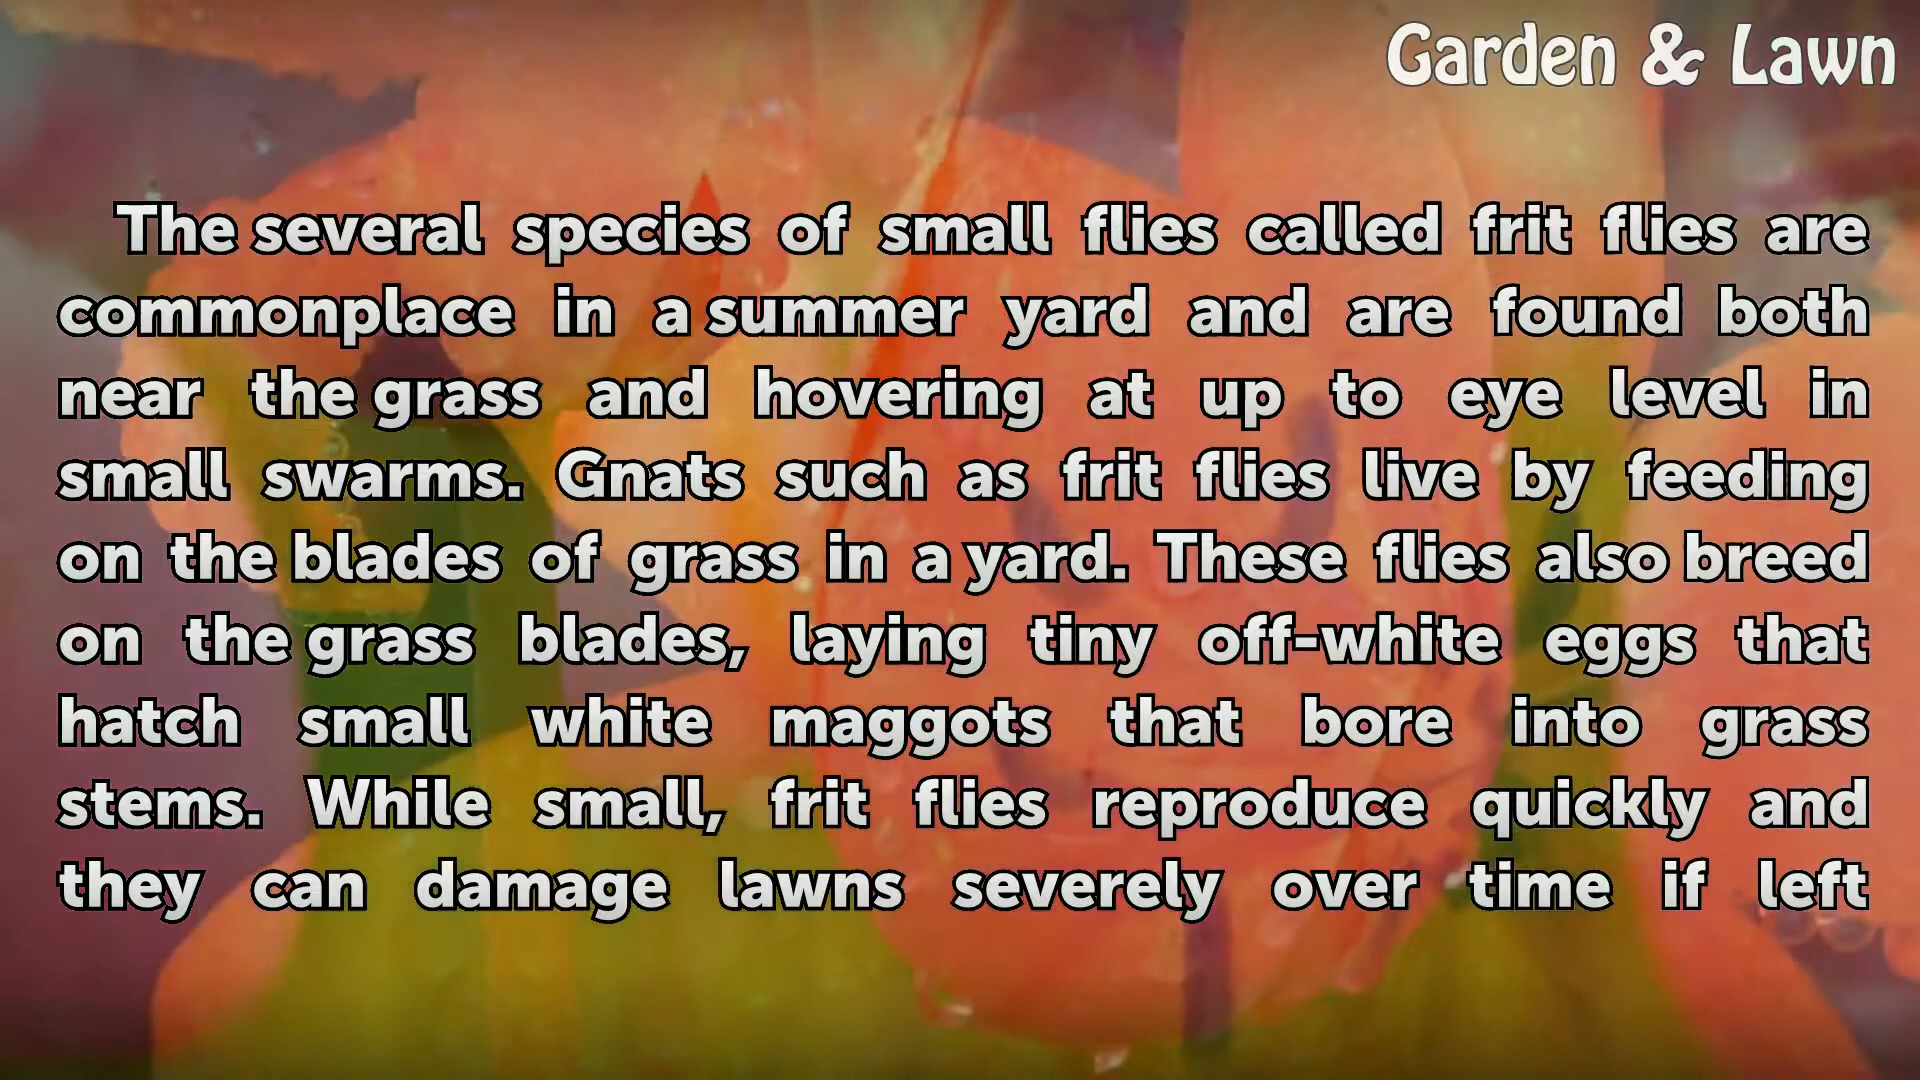 Garden & Lawn
The several species of small flies called frit flies are
commonplace in a summer yard and are found both
near the grass and hovering at up to eye level in
small swarms. Gnats such as frit flies live by feeding
on the blades of grass in a yard. These flies also breed
on the grass blades, laying tiny off-white eggs that
hatch small white maggots that bore into grass
stems. While small, frit flies reproduce quickly and
they can damage lawns severely over time if left